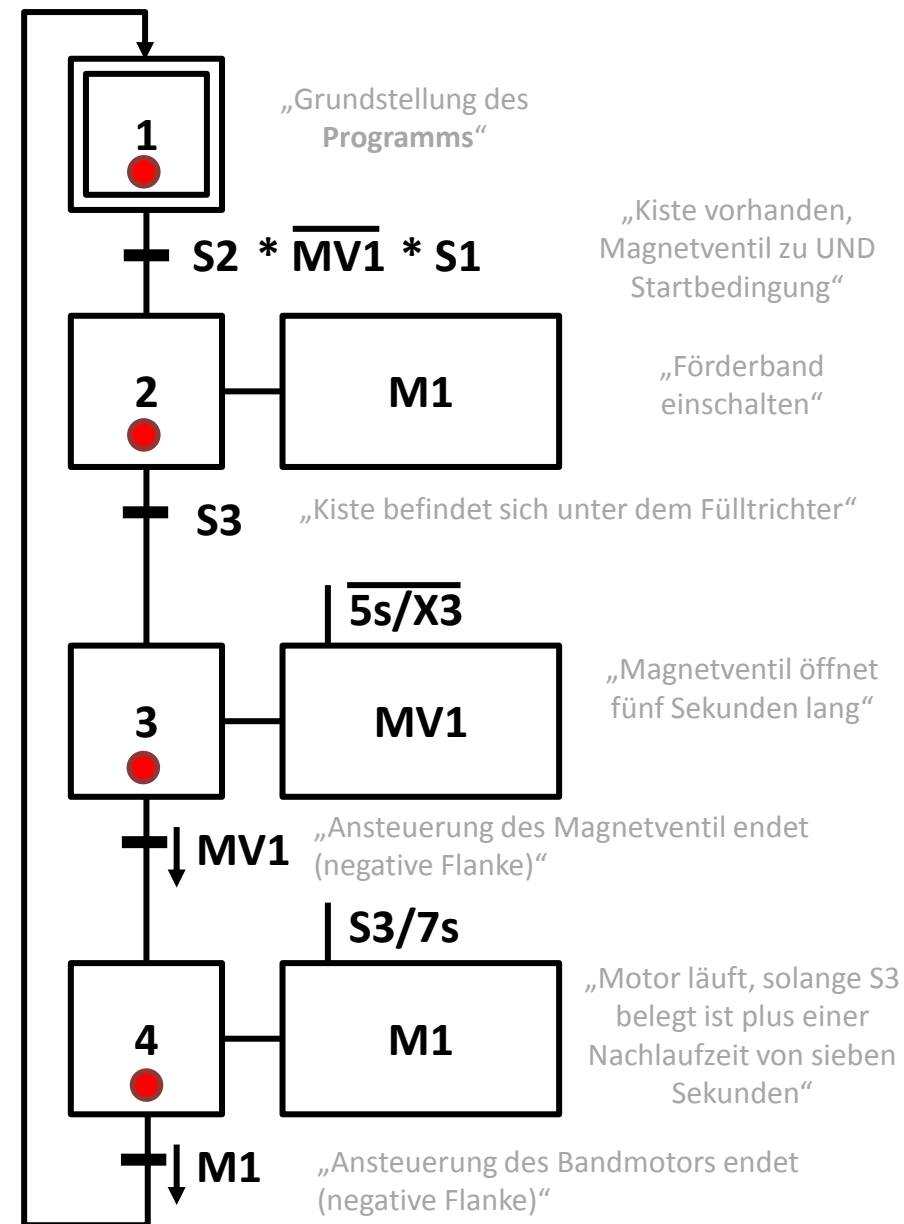 1
„Grundstellung des
Programms“
S2 * M̅V̅1̅ * S1
„Kiste vorhanden,
Magnetventil zu UND
Startbedingung“
2
M1
„Förderband
einschalten“
S3
„Kiste befindet sich unter dem Fülltrichter“
5̅s̅/̅X̅3̅
3
MV1
„Magnetventil öffnet
fünf Sekunden lang“
↓ MV1
„Ansteuerung des Magnetventil endet
(negative Flanke)“
S3/7s
4
M1
„Motor läuft, solange S3
belegt ist plus einer
Nachlaufzeit von sieben
Sekunden“
↓ M1
„Ansteuerung des Bandmotors endet
(negative Flanke)“